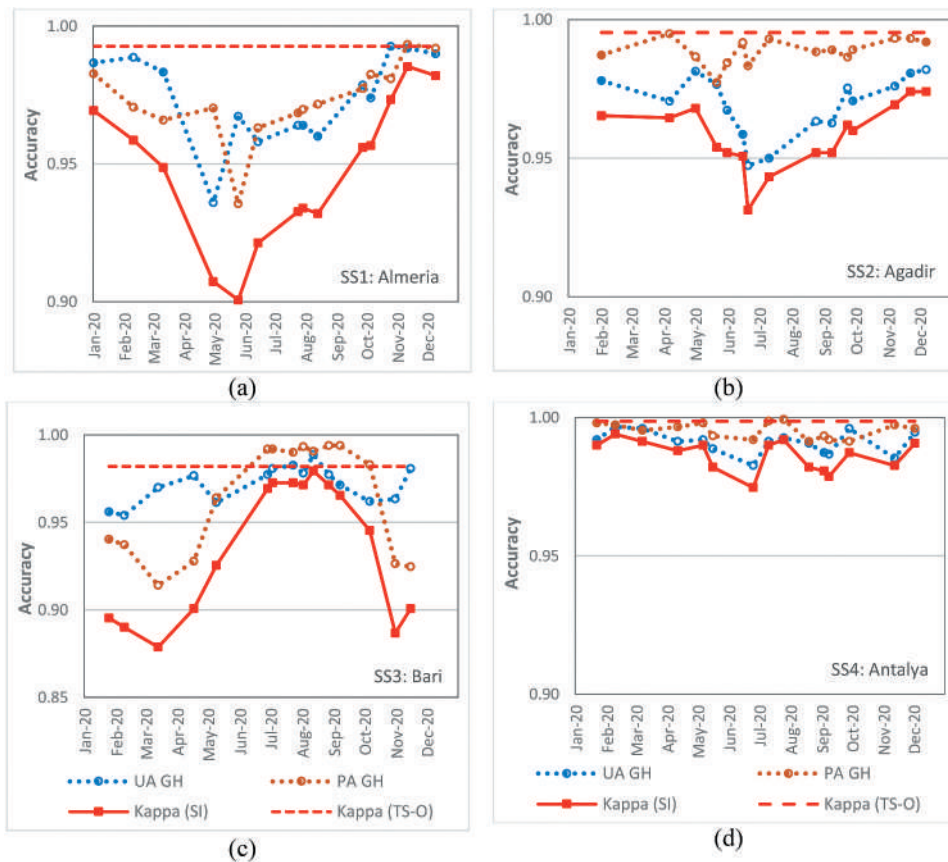 1.00
0.95
0.90
Accuracy
SS1: Almeria
Jan-20
Feb-20
Mar-20
Apr-20
May-20
Jun-20
Jul-20
Aug-20
Sep-20
Oct-20
Nov-20
Dec-20
(a)
1.00
0.95
0.90
Accuracy
SS2: Agadir
Jan-20
Feb-20
Mar-20
Apr-20
May-20
Jun-20
Jul-20
Aug-20
Sep-20
Oct-20
Nov-20
Dec-20
(b)
1.00
0.95
0.90
0.85
Accuracy
SS3: Bari
Jan-20
Feb-20
Mar-20
Apr-20
May-20
Jun-20
Jul-20
Aug-20
Sep-20
Oct-20
Nov-20
Dec-20
UA GH
PA GH
Kappa (SI)
Kappa (TS-O)
(c)
1.00
0.95
0.90
Accuracy
SS4: Antalya
Jan-20
Feb-20
Mar-20
Apr-20
May-20
Jun-20
Jul-20
Aug-20
Sep-20
Oct-20
Nov-20
Dec-20
UA GH
PA GH
Kappa (SI)
Kappa (TS-O)
(d)